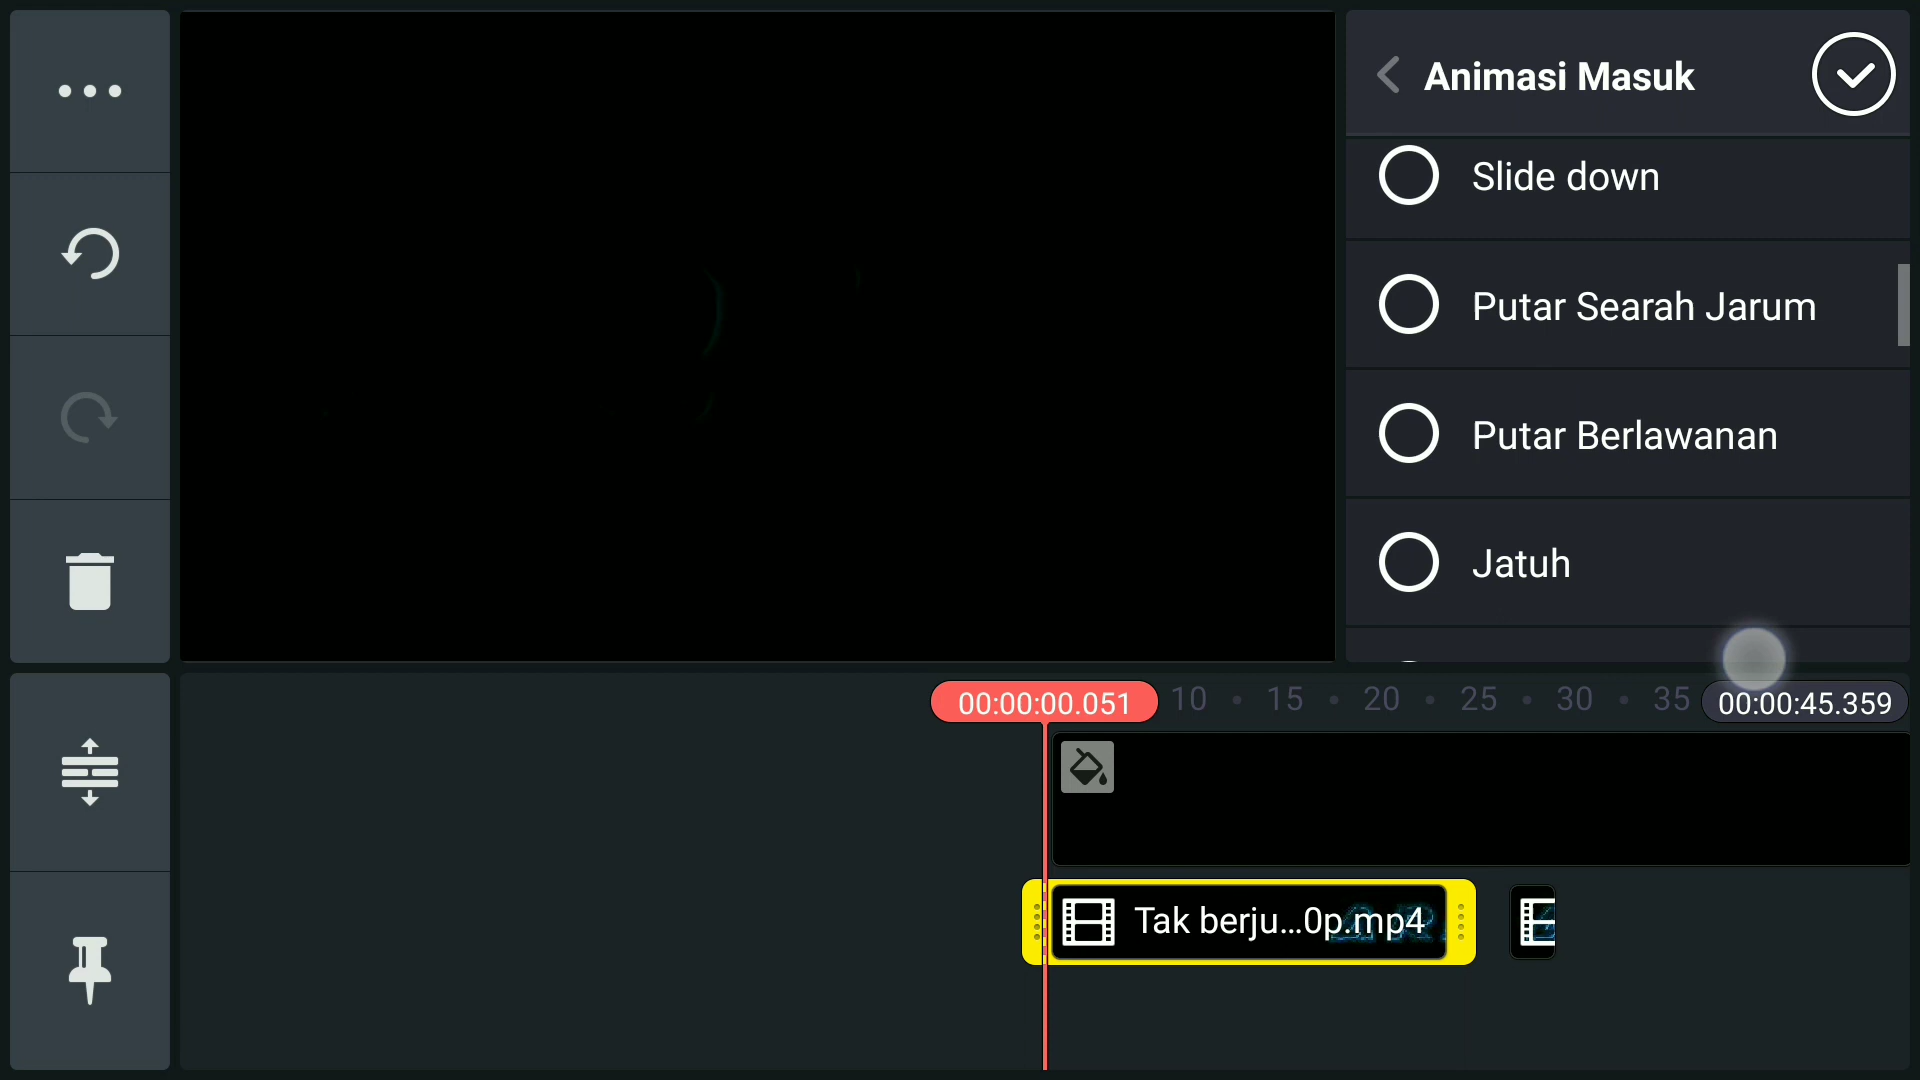 Animasi Masuk
Slide down
Putar Searah Jarum
Putar Berlawanan
Jatuh
00:00:00.051
10 • 15 • 20 • 25 • 30 • 35
00:00:45.359
Tak berju...0p.mp4